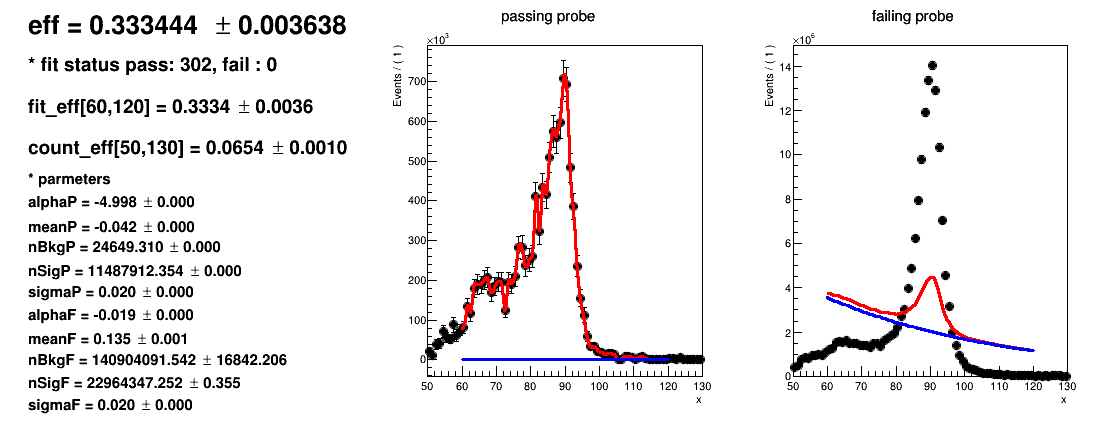 eff = 0.333444 ± 0.003638
* fit status pass: 302, fail : 0
fit_eff[60,120] = 0.3334 ± 0.0036
count_eff[50,130] = 0.0654 ± 0.0010
* parmeters
alphaP = -4.998 ± 0.000
meanP = -0.042 ± 0.000
nBkgP = 24649.310 ± 0.000
nSigP = 11487912.354 ± 0.000
sigmaP = 0.020 ± 0.000
alphaF = -0.019 ± 0.000
meanF = 0.135 ± 0.001
nBkgF = 140904091.542 ± 16842.206
nSigF = 22964347.252 ± 0.355
sigmaF = 0.020 ± 0.000
passing probe
×10³
Events / ( 1 )
700
600
500
400
300
200
100
0
50 60 70 80 90 100 110 120 130
x
failing probe
×10⁶
Events / ( 1 )
14
12
10
8
6
4
2
0
50 60 70 80 90 100 110 120 130
x